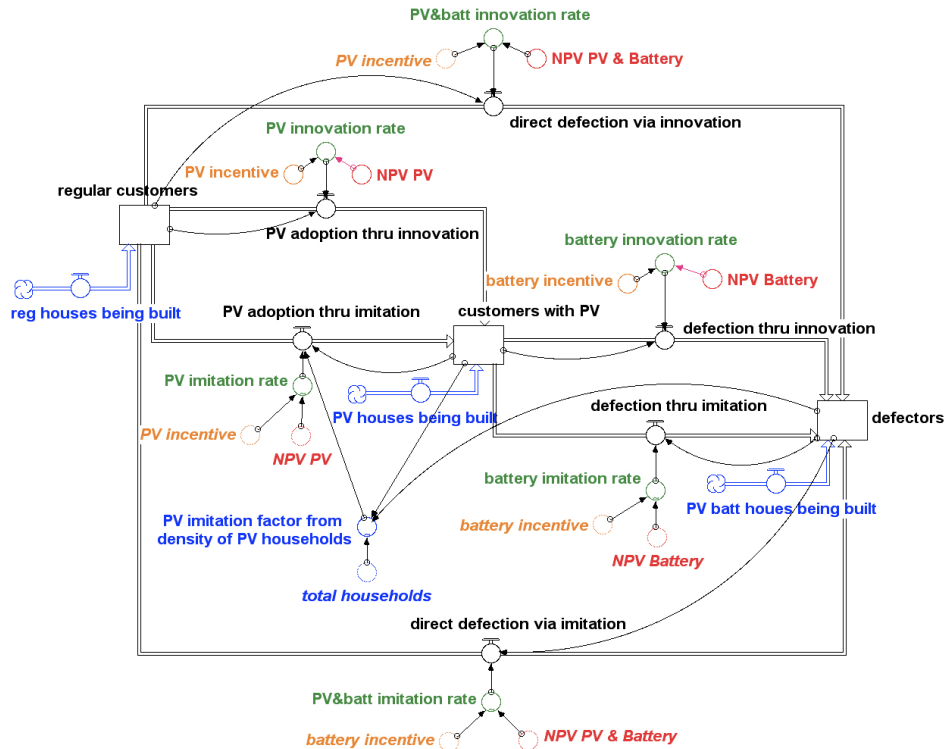 PV&batt innovation rate
PV incentive
NPV PV & Battery
direct defection via innovation
PV innovation rate
PV incentive
NPV PV
regular customers
PV adoption thru innovation
battery innovation rate
battery incentive
NPV Battery
reg houses being built
PV adoption thru imitation
customers with PV
defection thru innovation
PV imitation rate
PV houses being built
defection thru imitation
defectors
PV incentive
NPV PV
battery imitation rate
PV batt houes being built
PV imitation factor from
density of PV households
battery incentive
NPV Battery
total households
direct defection via imitation
PV&batt imitation rate
battery incentive
NPV PV & Battery